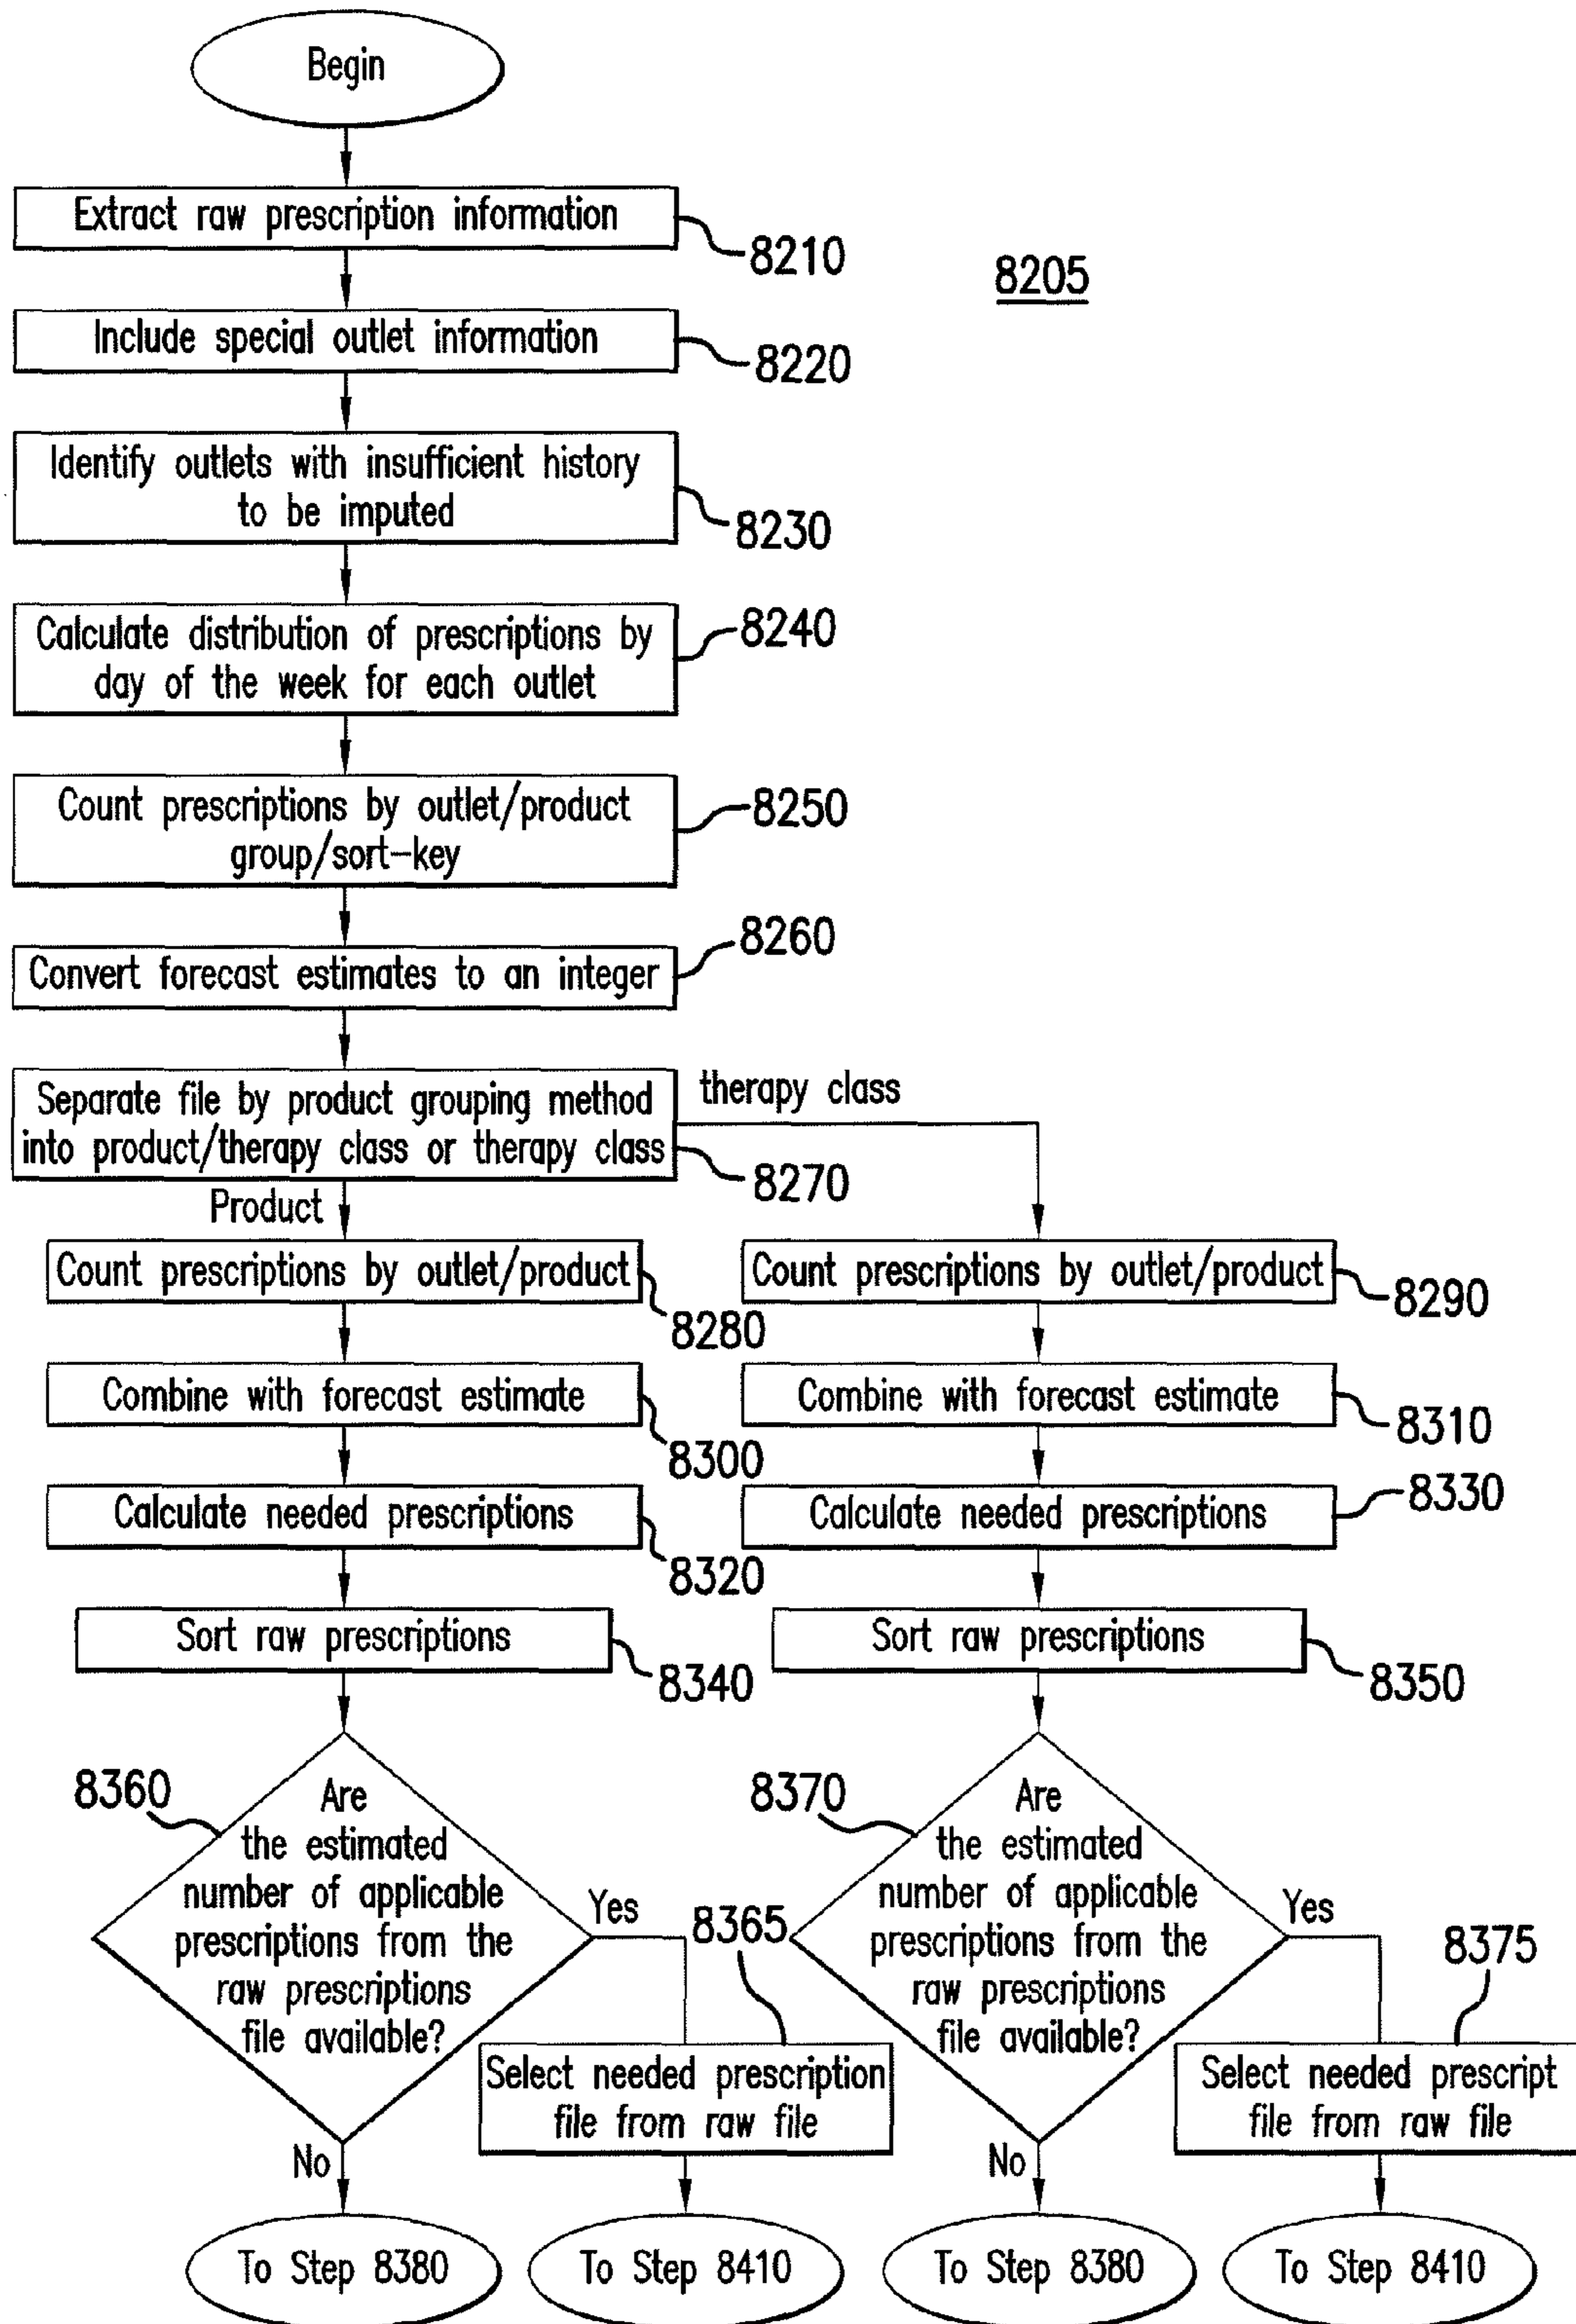 Begin
Extract raw prescription information
8210
8205
Include special outlet information
8220
Identify outlets with insufficient history
to be imputed
8230
Calculate distribution of prescriptions by
day of the week for each outlet
8240
Count prescriptions by outlet/product
group/sort-key
8250
8260
Convert forecast estimates to an integer
Separate file by product grouping method
into product/therapy class or therapy class
therapy class
8270
Product
Count prescriptions by outlet/product
8280
Combine with forecast estimate
8300
Calculate needed prescriptions
8320
Sort raw prescriptions
8340
8360
Are
the estimated
number of applicable
prescriptions from the
raw prescriptions
file available?
Yes
8365
Select needed prescription
file from raw file
No
To Step 8380
To Step 8410
Count prescriptions by outlet/product
8290
Combine with forecast estimate
8310
Calculate needed prescriptions
8330
Sort raw prescriptions
8350
8370
Are
the estimated
number of applicable
prescriptions from the
raw prescriptions
file available?
Yes
8375
Select needed prescript
file from raw file
No
To Step 8380
To Step 8410